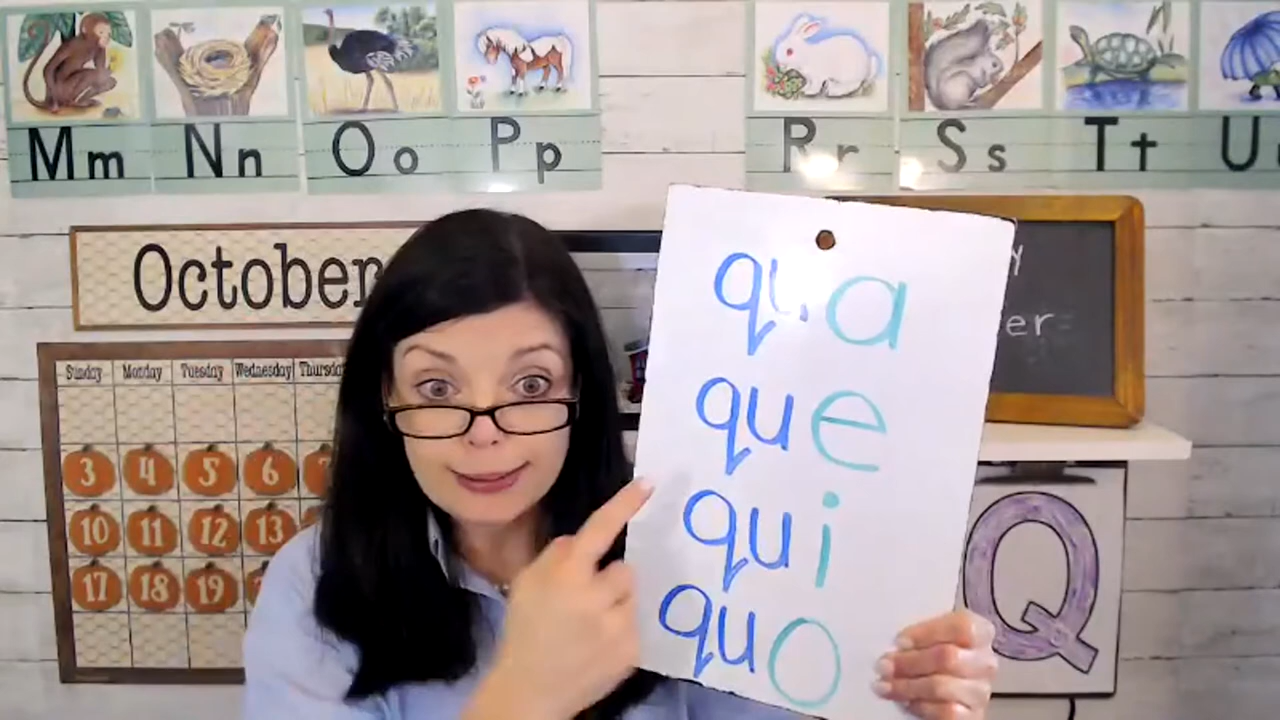 Mm Nn Oo Pp Rr Ss Tt U
October
Sunday Monday Tuesday Wednesday
3 4 5 6
10 11 12 13
17 18 19
qua
que
qui
quo
Q